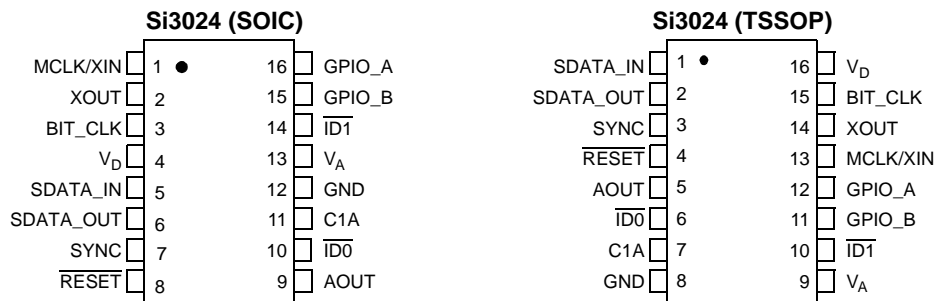 Si3024 (SOIC)
MCLK/XIN 1 16 GPIO_A
XOUT 2 15 GPIO_B
BIT_CLK 3 14 ID1
VD 4 13 VA
SDATA_IN 5 12 GND
SDATA_OUT 6 11 C1A
SYNC 7 10 ID0
RESET 8 9 AOUT
Si3024 (TSSOP)
SDATA_IN 1 16 VD
SDATA_OUT 2 15 BIT_CLK
SYNC 3 14 XOUT
RESET 4 13 MCLK/XIN
AOUT 5 12 GPIO_A
ID0 6 11 GPIO_B
C1A 7 10 ID1
GND 8 9 VA